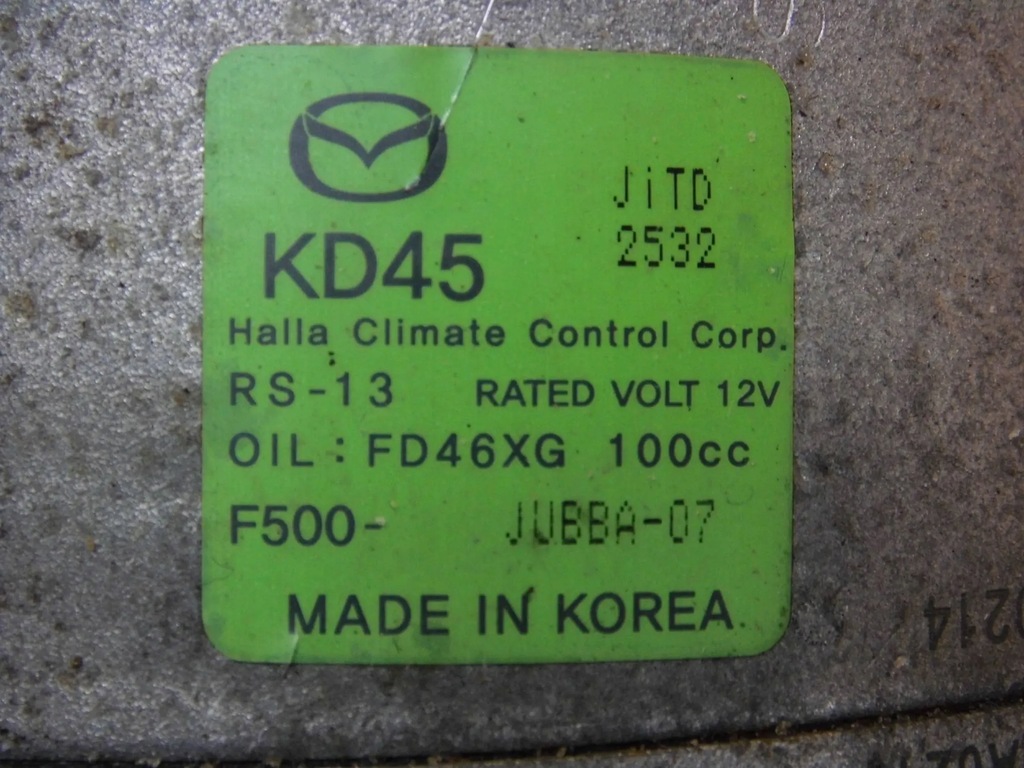 JiTD
KD45 2532
Halla Climate Control Corp.
RS-13 RATED VOLT 12V
OIL: FD46XG 100cc
F500- JUBBA-07
MADE IN KOREA